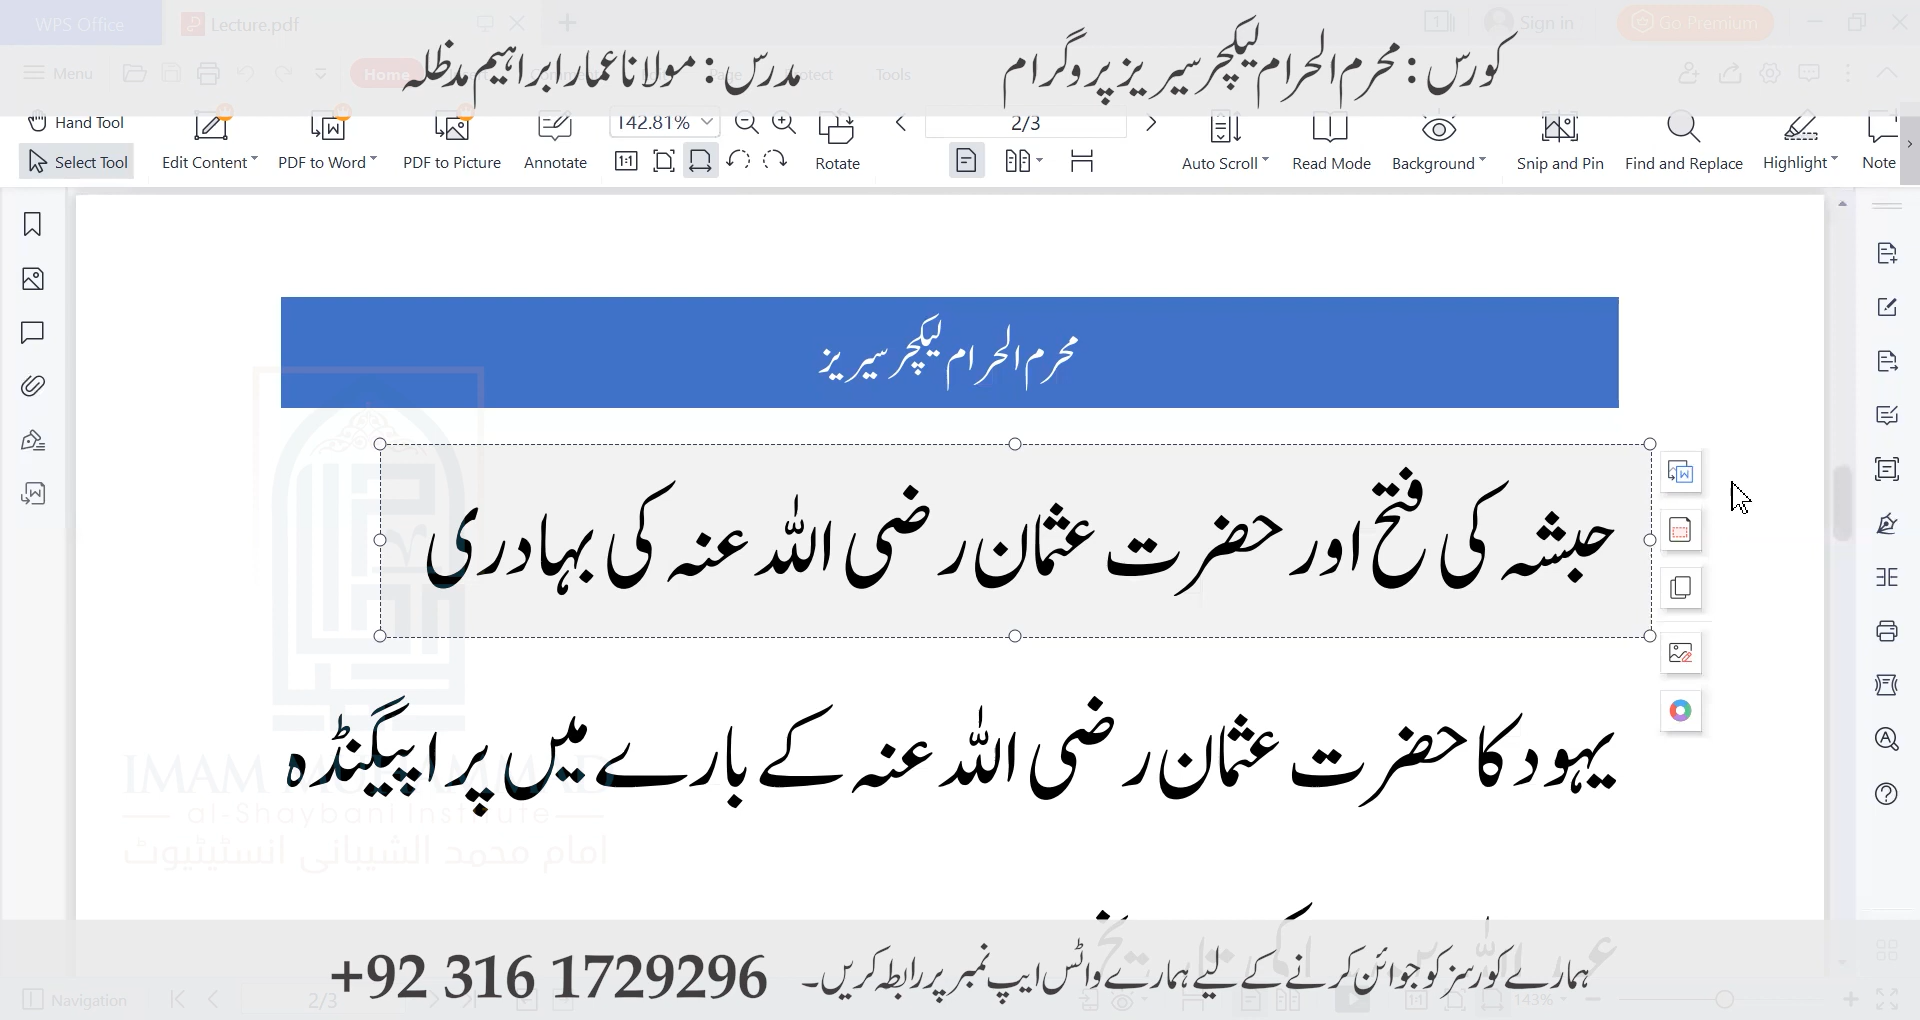 WPS Office Lecture.pdf Sign in Go Premium
کورس : محرم الحرام لیکچر سیریز پروگرام مدرس : مولانا عمار ابراہیم مدظلہ
Menu Home Comment Page Protect Tools
Hand Tool 142.81% 2/3
Select Tool Edit Content PDF to Word PDF to Picture Annotate Rotate Auto Scroll Read Mode Background Snip and Pin Find and Replace Highlight Note
محرم الحرام لیکچر سیریز
حبشہ کی فتح اور حضرت عثمان رضی اللہ عنہ کی بہادری
یہود کا حضرت عثمان رضی اللہ عنہ کے بارے میں پراپیگنڈہ
IMAM MUHAMMAD
al-Shaybani Institute
امام محمد الشيبانی انسٹیٹیوٹ
ہمارے کورسز کو جوائن کرنے کے لیے ہمارے واٹس ایپ نمبر پر رابطہ کریں۔ +92 316 1729296
Navigation 2/3 143%